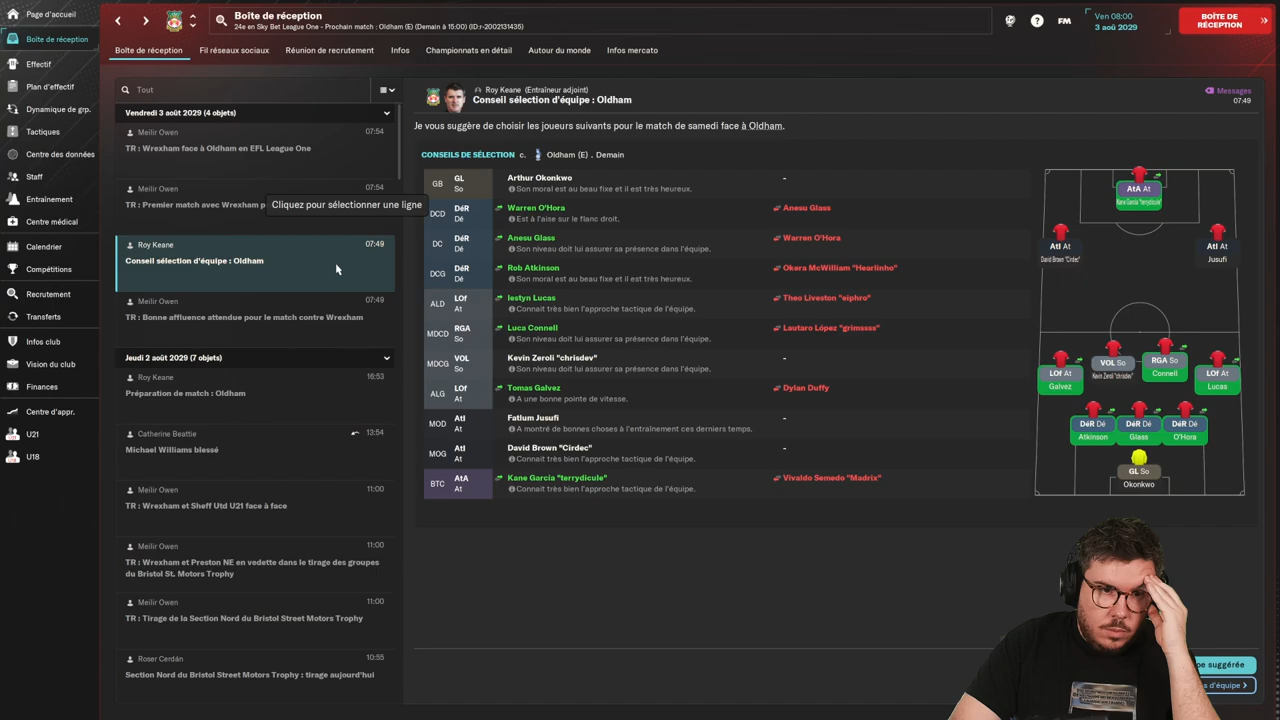 Page d'accueil
Boîte de réception
Effectif
Plan d'effectif
Dynamique de grp.
Tactiques
Centre des données
Staff
Entraînement
Centre médical
Calendrier
Compétitions
Recrutement
Transferts
Infos club
Vision du club
Finances
Centre d'appr.
U21
U18
Boîte de réception
24e en Sky Bet League One - Prochain match : Oldham (E) (Demain à 15:00) (ID:r-2002131435)
FM
Ven 08:00
3 août 2029
BOÎTE DE RÉCEPTION
Boîte de réception
Fil réseaux sociaux
Réunion de recrutement
Infos
Championnats en détail
Autour du monde
Infos mercato
Tout
Vendredi 3 août 2029 (4 objets)
Meilir Owen 07:54
TR : Wrexham face à Oldham en EFL League One
Meilir Owen 07:54
TR : Premier match avec Wrexham p
Cliquez pour sélectionner une ligne
Roy Keane 07:49
Conseil sélection d'équipe : Oldham
Meilir Owen 07:49
TR : Bonne affluence attendue pour le match contre Wrexham
Jeudi 2 août 2029 (7 objets)
Roy Keane 16:53
Préparation de match : Oldham
Catherine Beattie 13:54
Michael Williams blessé
Meilir Owen 11:00
TR : Wrexham et Sheff Utd U21 face à face
Meilir Owen 11:00
TR : Wrexham et Preston NE en vedette dans le tirage des groupes
du Bristol St. Motors Trophy
Meilir Owen 11:00
TR : Tirage de la Section Nord du Bristol Street Motors Trophy
Roser Cerdán 10:55
Section Nord du Bristol Street Motors Trophy : tirage aujourd'hui
Roy Keane (Entraîneur adjoint)
Conseil sélection d'équipe : Oldham
Messages
07:49
Je vous suggère de choisir les joueurs suivants pour le match de samedi face à Oldham.
CONSEILS DE SÉLECTION c. Oldham (E) . Demain
GB GL So Arthur Okonkwo -
Son moral est au beau fixe et il est très heureux.
DCD DéR Dé Warren O'Hora Anesu Glass
Est à l'aise sur le flanc droit.
DC DéR Dé Anesu Glass Warren O'Hora
Son niveau doit lui assurer sa présence dans l'équipe.
DCG DéR Dé Rob Atkinson Okera McWilliam "Hearlinho"
Son moral est au beau fixe et il est très heureux.
ALD LOf At Iestyn Lucas Theo Liveston "eiphro"
Connait très bien l'approche tactique de l'équipe.
MDCD RGA So Luca Connell Lautaro López "grimssss"
Son niveau doit lui assurer sa présence dans l'équipe.
MDCG VOL So Kevin Zeroli "chrisdev" -
Son niveau doit lui assurer sa présence dans l'équipe.
ALG LOf At Tomas Galvez Dylan Duffy
A une bonne pointe de vitesse.
MOD AtI At Fatlum Jusufi -
A montré de bonnes choses à l'entraînement ces derniers temps.
MOG AtI At David Brown "Cirdec" -
Connait très bien l'approche tactique de l'équipe.
BTC AtA At Kane García "terrydicule" Vivaldo Semedo "Madrix"
Connait très bien l'approche tactique de l'équipe.
AtA At
Kane García "terrydicule"
AtI At
David Brown "Cirdec"
AtI At
Jusufi
LOf At
Galvez
VOL So
Kevin Zeroli "chrisdev"
RGA So
Connell
LOf At
Lucas
DéR Dé
Atkinson
DéR Dé
Glass
DéR Dé
O'Hora
GL So
Okonkwo
pe suggérée
s d'équipe